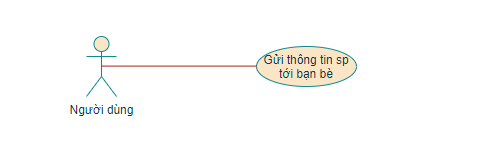 Gửi thông tin sp
tới bạn bè
Người dùng